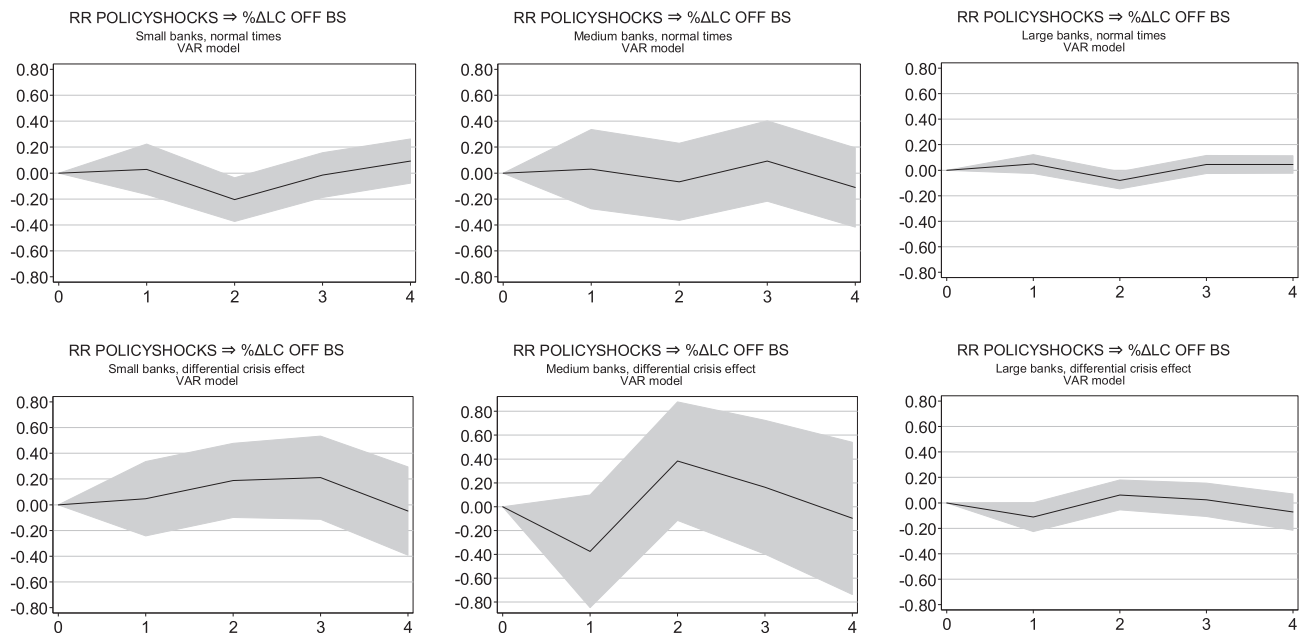 RR POLICYSHOCKS ⇒ %ΔLC OFF BS
Small banks, normal times
VAR model
0.80
0.60
0.40
0.20
0.00
-0.20
-0.40
-0.60
-0.80
0 1 2 3 4
RR POLICYSHOCKS ⇒ %ΔLC OFF BS
Medium banks, normal times
VAR model
0.80
0.60
0.40
0.20
0.00
-0.20
-0.40
-0.60
-0.80
0 1 2 3 4
RR POLICYSHOCKS ⇒ %ΔLC OFF BS
Large banks, normal times
VAR model
0.80
0.60
0.40
0.20
0.00
-0.20
-0.40
-0.60
-0.80
0 1 2 3 4
RR POLICYSHOCKS ⇒ %ΔLC OFF BS
Small banks, differential crisis effect
VAR model
0.80
0.60
0.40
0.20
0.00
-0.20
-0.40
-0.60
-0.80
0 1 2 3 4
RR POLICYSHOCKS ⇒ %ΔLC OFF BS
Medium banks, differential crisis effect
VAR model
0.80
0.60
0.40
0.20
0.00
-0.20
-0.40
-0.60
-0.80
0 1 2 3 4
RR POLICYSHOCKS ⇒ %ΔLC OFF BS
Large banks, differential crisis effect
VAR model
0.80
0.60
0.40
0.20
0.00
-0.20
-0.40
-0.60
-0.80
0 1 2 3 4